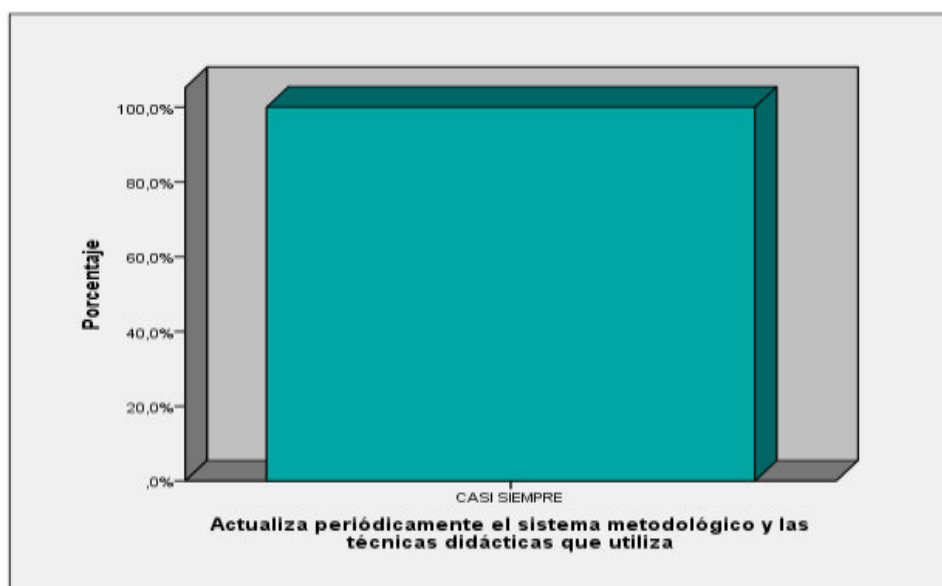 100,0%
80,0%
60,0%
40,0%
20,0%
,0%
Porcentaje
CASI SIEMPRE
Actualiza periódicamente el sistema metodológico y las
técnicas didácticas que utiliza